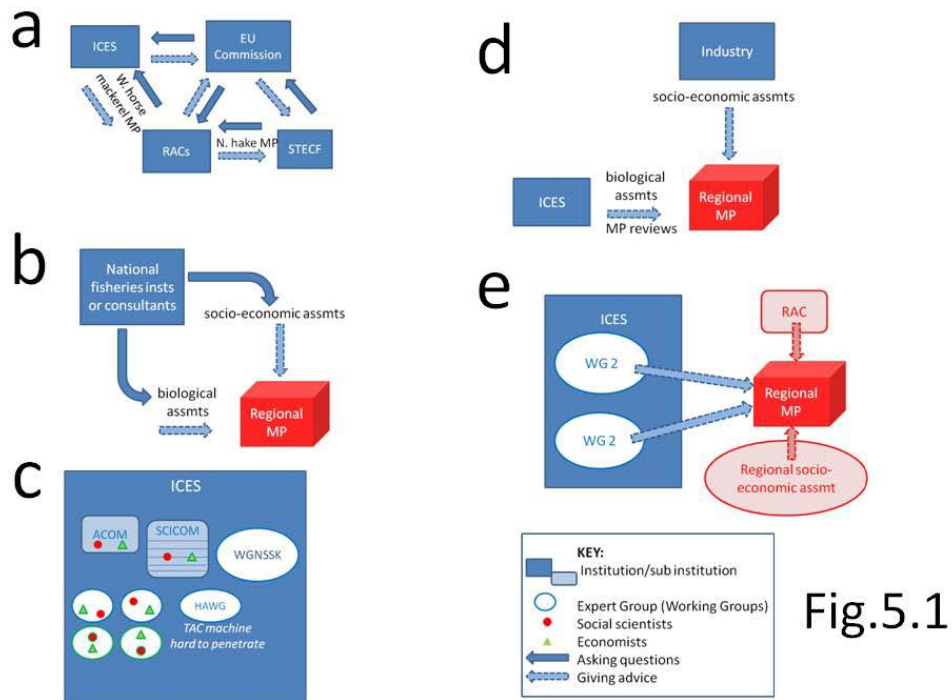 a
ICES
EU
Commission
W. horse
mackerel MP
RACs
N. hake MP
STECF
b
National
fisheries insts
or consultants
socio-economic assmts
biological
assmts
Regional
MP
c
ICES
ACOM
SCICOM
WGNSSK
HAWG
TAC machine
hard to penetrate
d
Industry
socio-economic assmts
ICES
biological
assmts
MP reviews
Regional
MP
e
ICES
WG 2
WG 2
RAC
Regional
MP
Regional socio-
economic assmt
KEY:
Institution/sub institution
Expert Group (Working Groups)
Social scientists
Economists
Asking questions
Giving advice
Fig.5.1